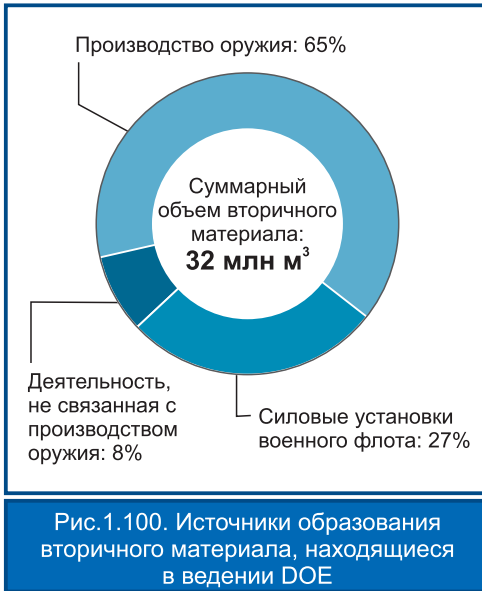 Производство оружия: 65%
Суммарный
объем вторичного
материала:
32 млн м³
Деятельность,
не связанная с
производством
оружия: 8%
Силовые установки
военного флота: 27%
Рис.1.100. Источники образования
вторичного материала, находящиеся
в ведении DOE